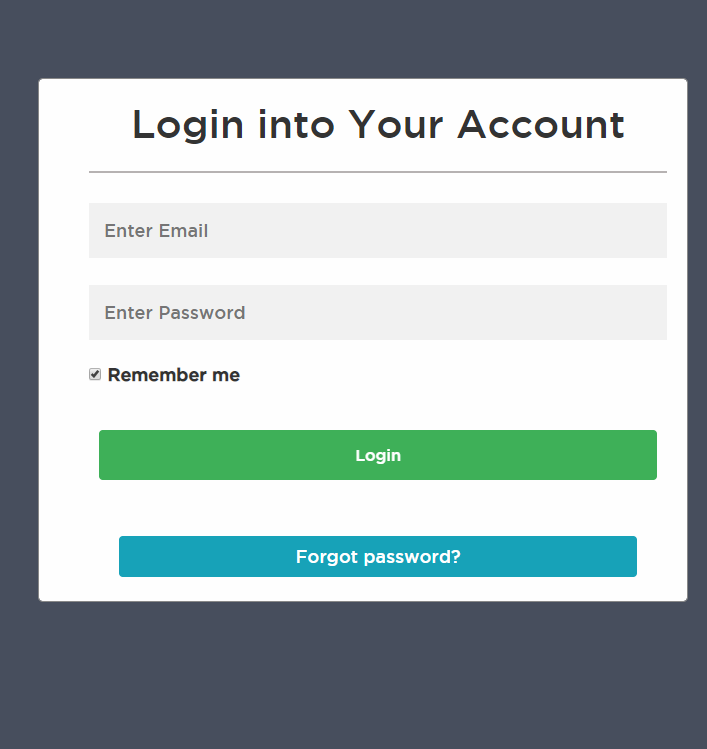 Login into Your Account
Enter Email
Enter Password
Remember me
Login
Forgot password?